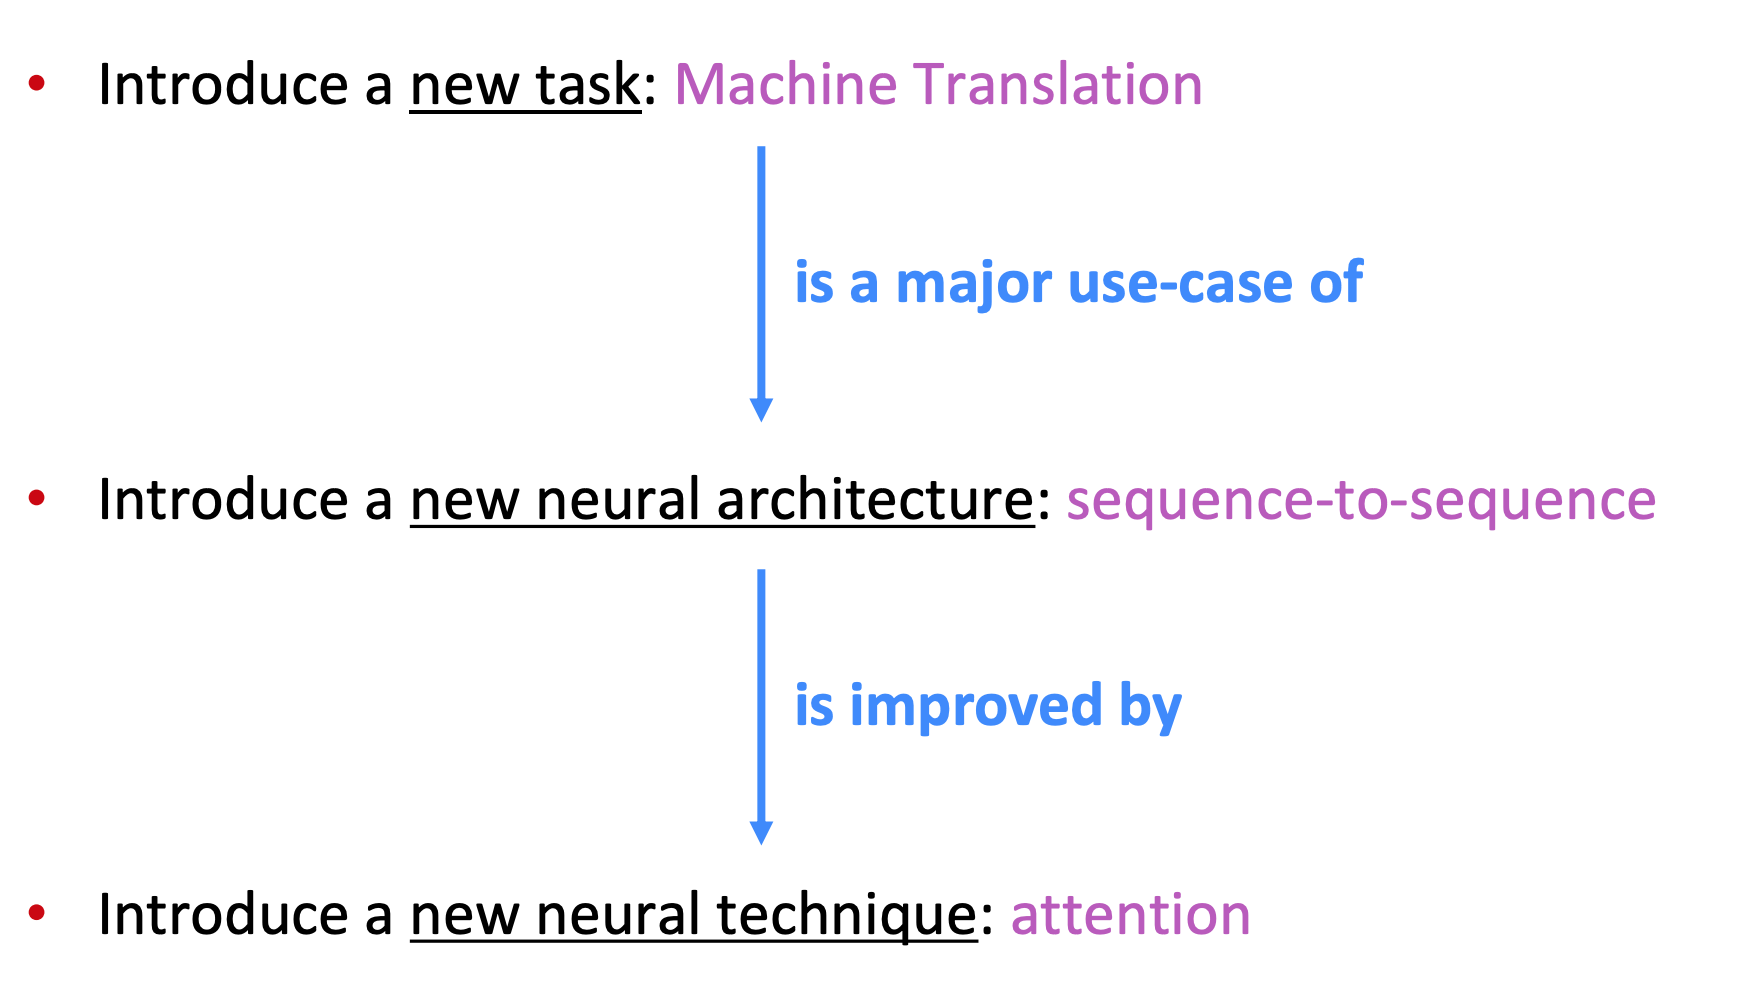 • Introduce a new task: Machine Translation
is a major use-case of
• Introduce a new neural architecture: sequence-to-sequence
is improved by
• Introduce a new neural technique: attention